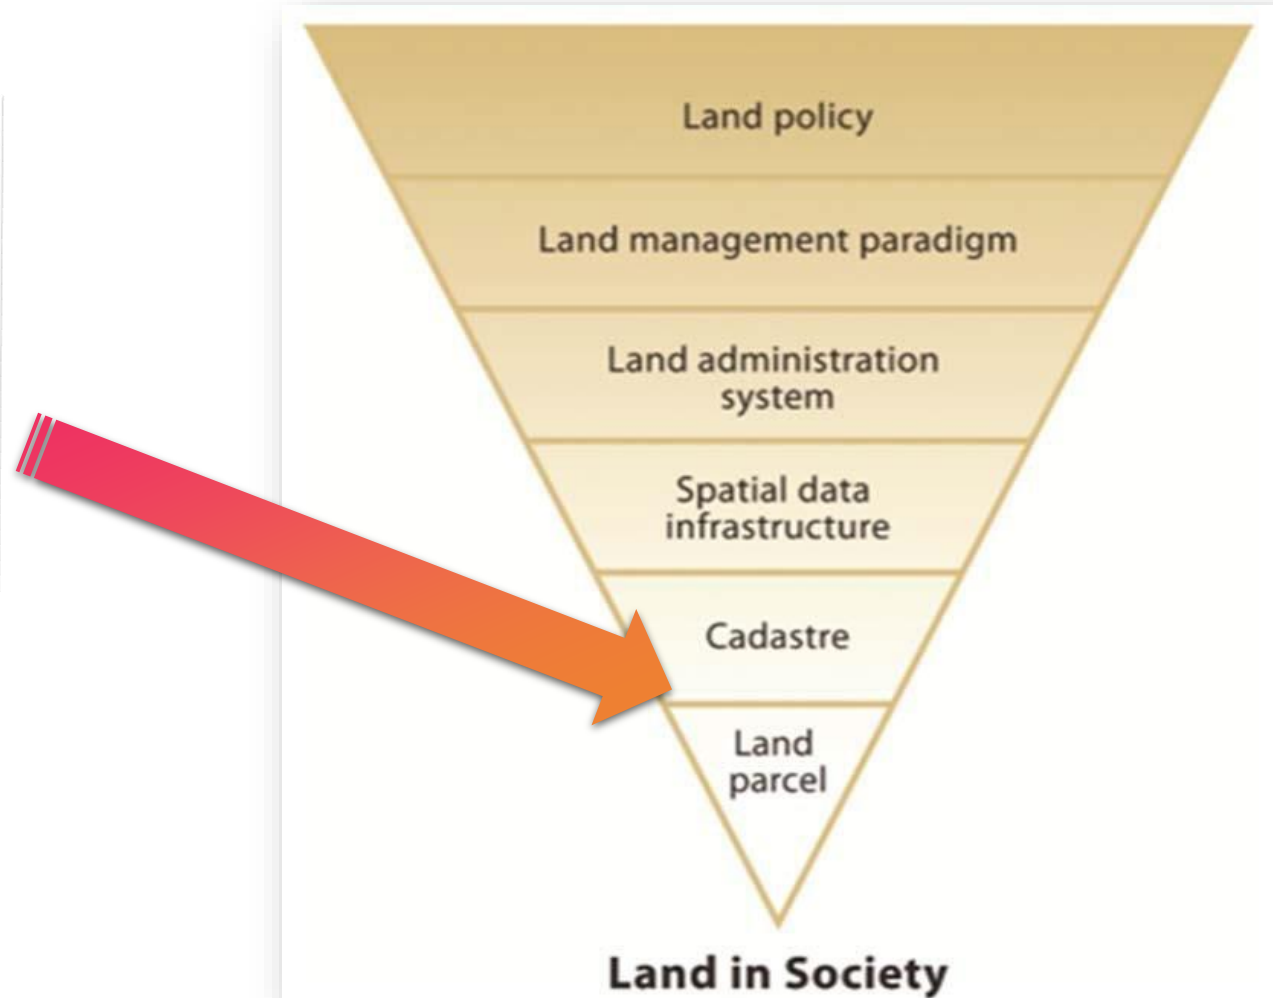 Land policy
Land management paradigm
Land administration
system
Spatial data
infrastructure
Cadastre
Land
parcel
Land in Society